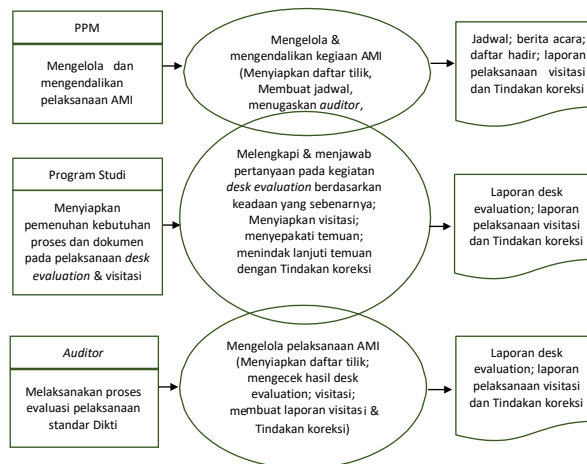 PPM
Mengelola dan
mengendalikan
pelaksanaan AMI
Mengelola &
mengendalikan kegiaan AMI
(Menyiapkan daftar tilik,
Membuat jadwal,
menugaskan auditor,
Jadwal; berita acara;
daftar hadir; laporan
pelaksanaan visitasi
dan Tindakan koreksi
Program Studi
Menyiapkan
pemenuhan kebutuhan
proses dan dokumen
pada pelaksanaan desk
evaluation & visitasi
Melengkapi & menjawab
pertanyaan pada kegiatan
desk evaluation berdasarkan
keadaan yang sebenarnya;
Menyiapkan visitasi;
menyepakati temuan;
menindak lanjuti temuan
dengan Tindakan koreksi
Laporan desk
evaluation; laporan
pelaksanaan visitasi
dan Tindakan koreksi
Auditor
Melaksanakan proses
evaluasi pelaksanaan
standar Dikti
Mengelola pelaksanaan AMI
(Menyiapkan daftar tilik;
mengecek hasil desk
evaluation; visitasi;
membuat laporan visitasi &
Tindakan koreksi)
Laporan desk
evaluation; laporan
pelaksanaan visitasi
dan Tindakan koreksi